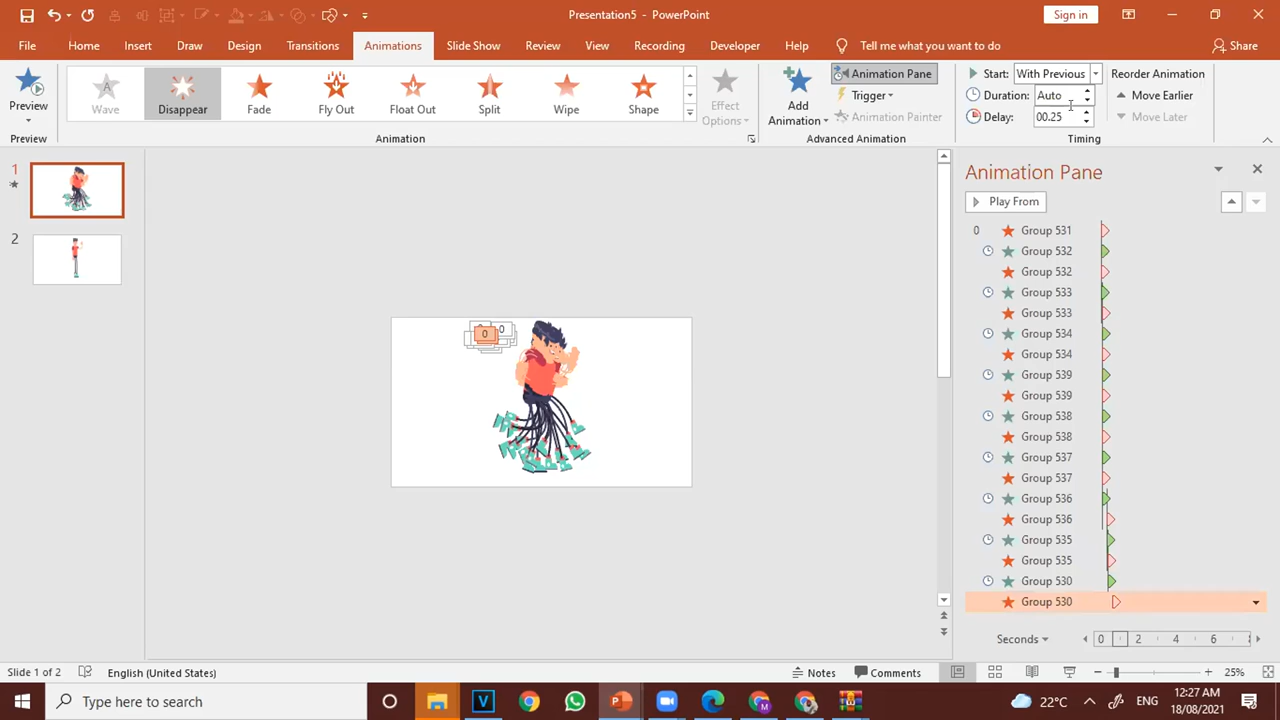 Presentation5 - PowerPoint
Sign in
File Home Insert Draw Design Transitions Animations Slide Show Review View Recording Developer Help Tell me what you want to do Share
Preview
Preview
Wave Disappear Fade Fly Out Float Out Split Wipe Shape
Animation
Effect Options
Add Animation
Animation Pane
Trigger
Animation Painter
Advanced Animation
Start: With Previous
Duration: Auto
Delay: 00.25
Timing
Reorder Animation
Move Earlier
Move Later
1
2
0
0
Animation Pane
Play From
0 Group 531
Group 532
Group 532
Group 533
Group 533
Group 534
Group 534
Group 539
Group 539
Group 538
Group 538
Group 537
Group 537
Group 536
Group 536
Group 535
Group 535
Group 530
Group 530
Seconds 0 2 4 6
Slide 1 of 2 English (United States) Notes Comments 25%
Type here to search
22°C ENG
12:27 AM
18/08/2021